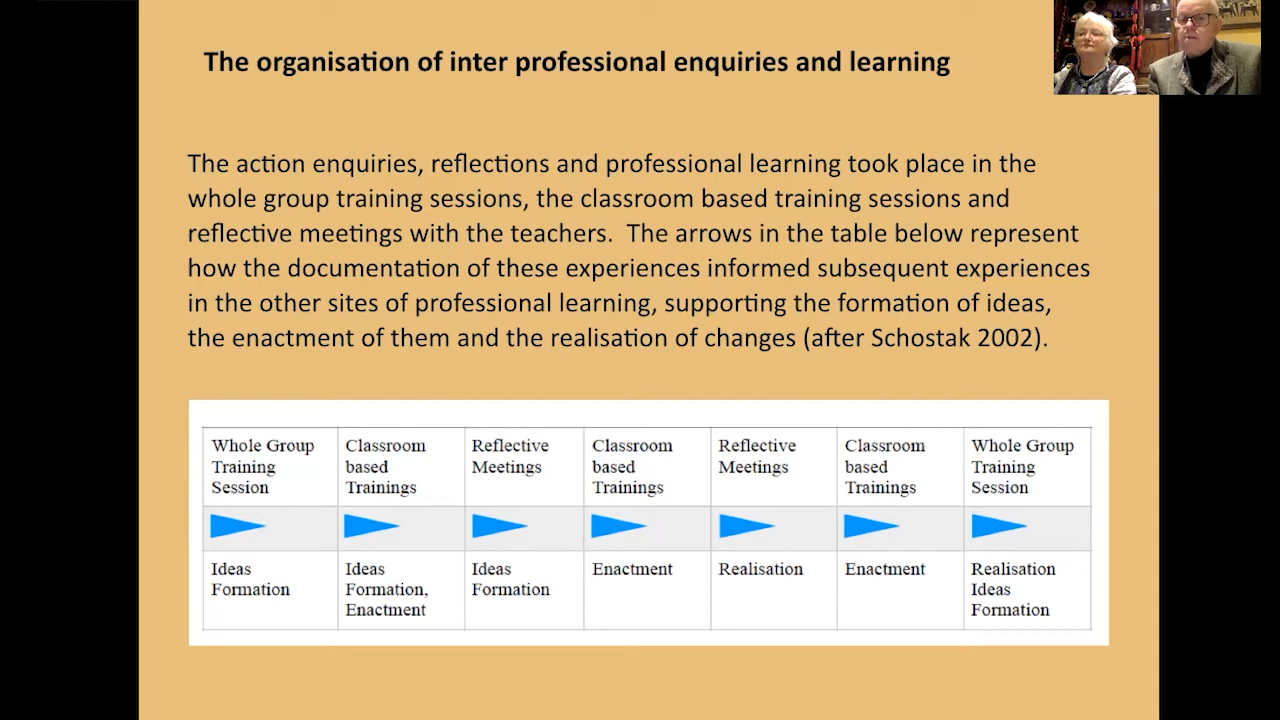 The organisation of inter professional enquiries and learning
The action enquiries, reflections and professional learning took place in the
whole group training sessions, the classroom based training sessions and
reflective meetings with the teachers.  The arrows in the table below represent
how the documentation of these experiences informed subsequent experiences
in the other sites of professional learning, supporting the formation of ideas,
the enactment of them and the realisation of changes (after Schostak 2002).
Whole Group Training Session
Classroom based Trainings
Reflective Meetings
Classroom based Trainings
Reflective Meetings
Classroom based Trainings
Whole Group Training Session
Ideas Formation
Ideas Formation, Enactment
Ideas Formation
Enactment
Realisation
Enactment
Realisation Ideas Formation